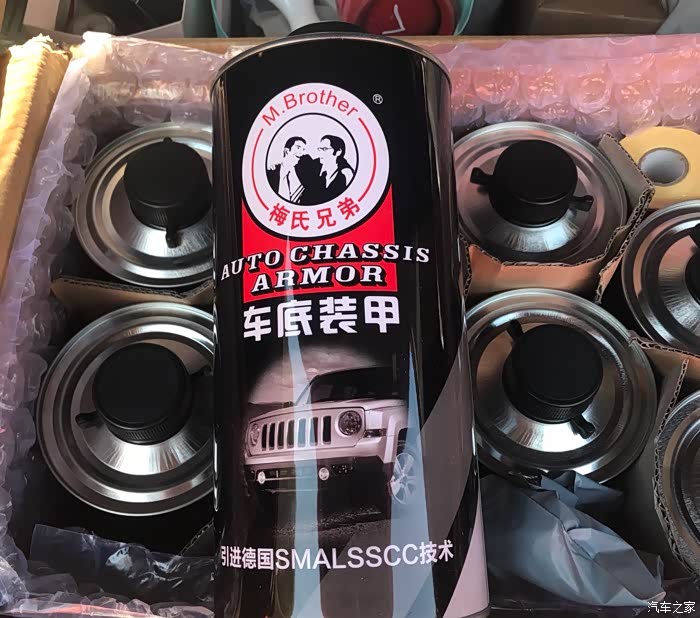 M.Brother
®
梅氏兄弟
AUTO CHASSIS
ARMOR
车底装甲
引进德国SMALSSCC技术
汽车之家